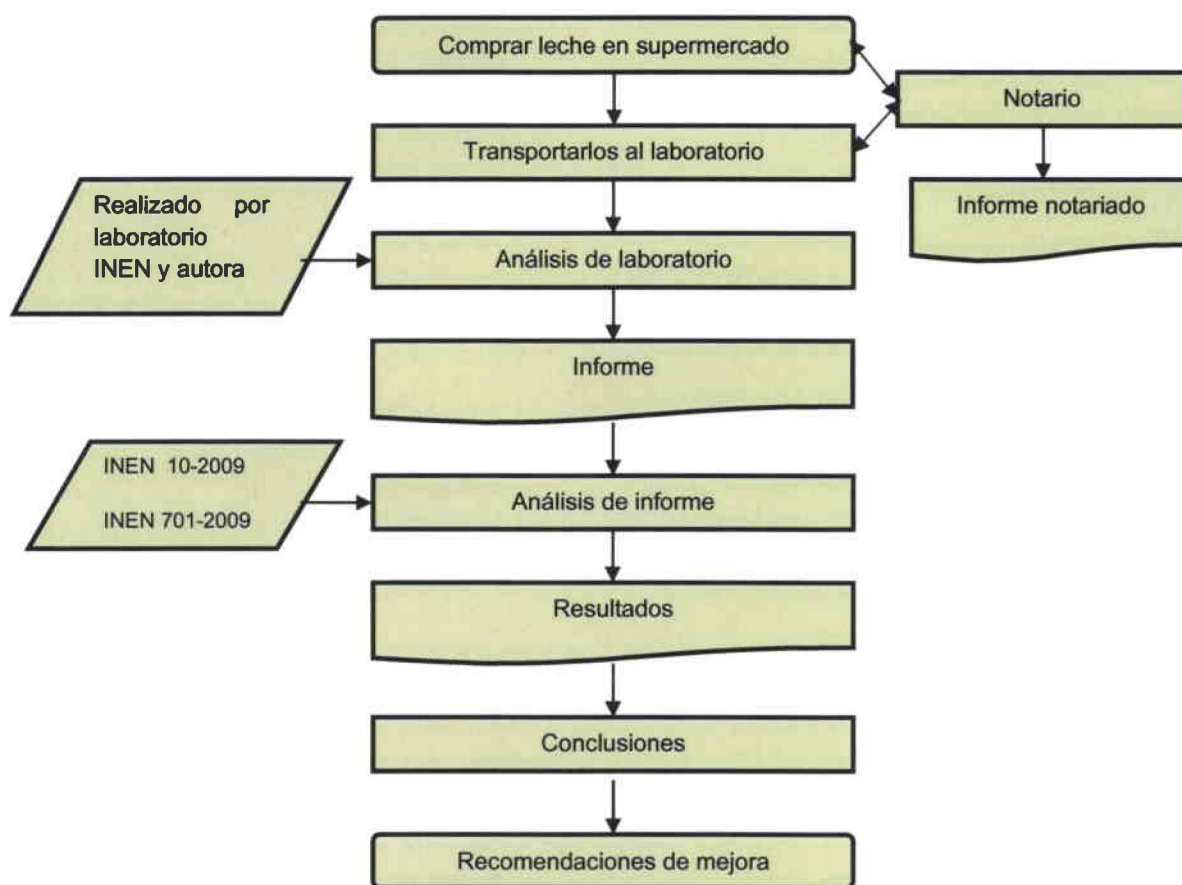 Comprar leche en supermercado
Notario
Transportarlos al laboratorio
Informe notariado
Realizado por
laboratorio
INEN y autora
Análisis de laboratorio
Informe
INEN 10-2009
INEN 701-2009
Análisis de informe
Resultados
Conclusiones
Recomendaciones de mejora